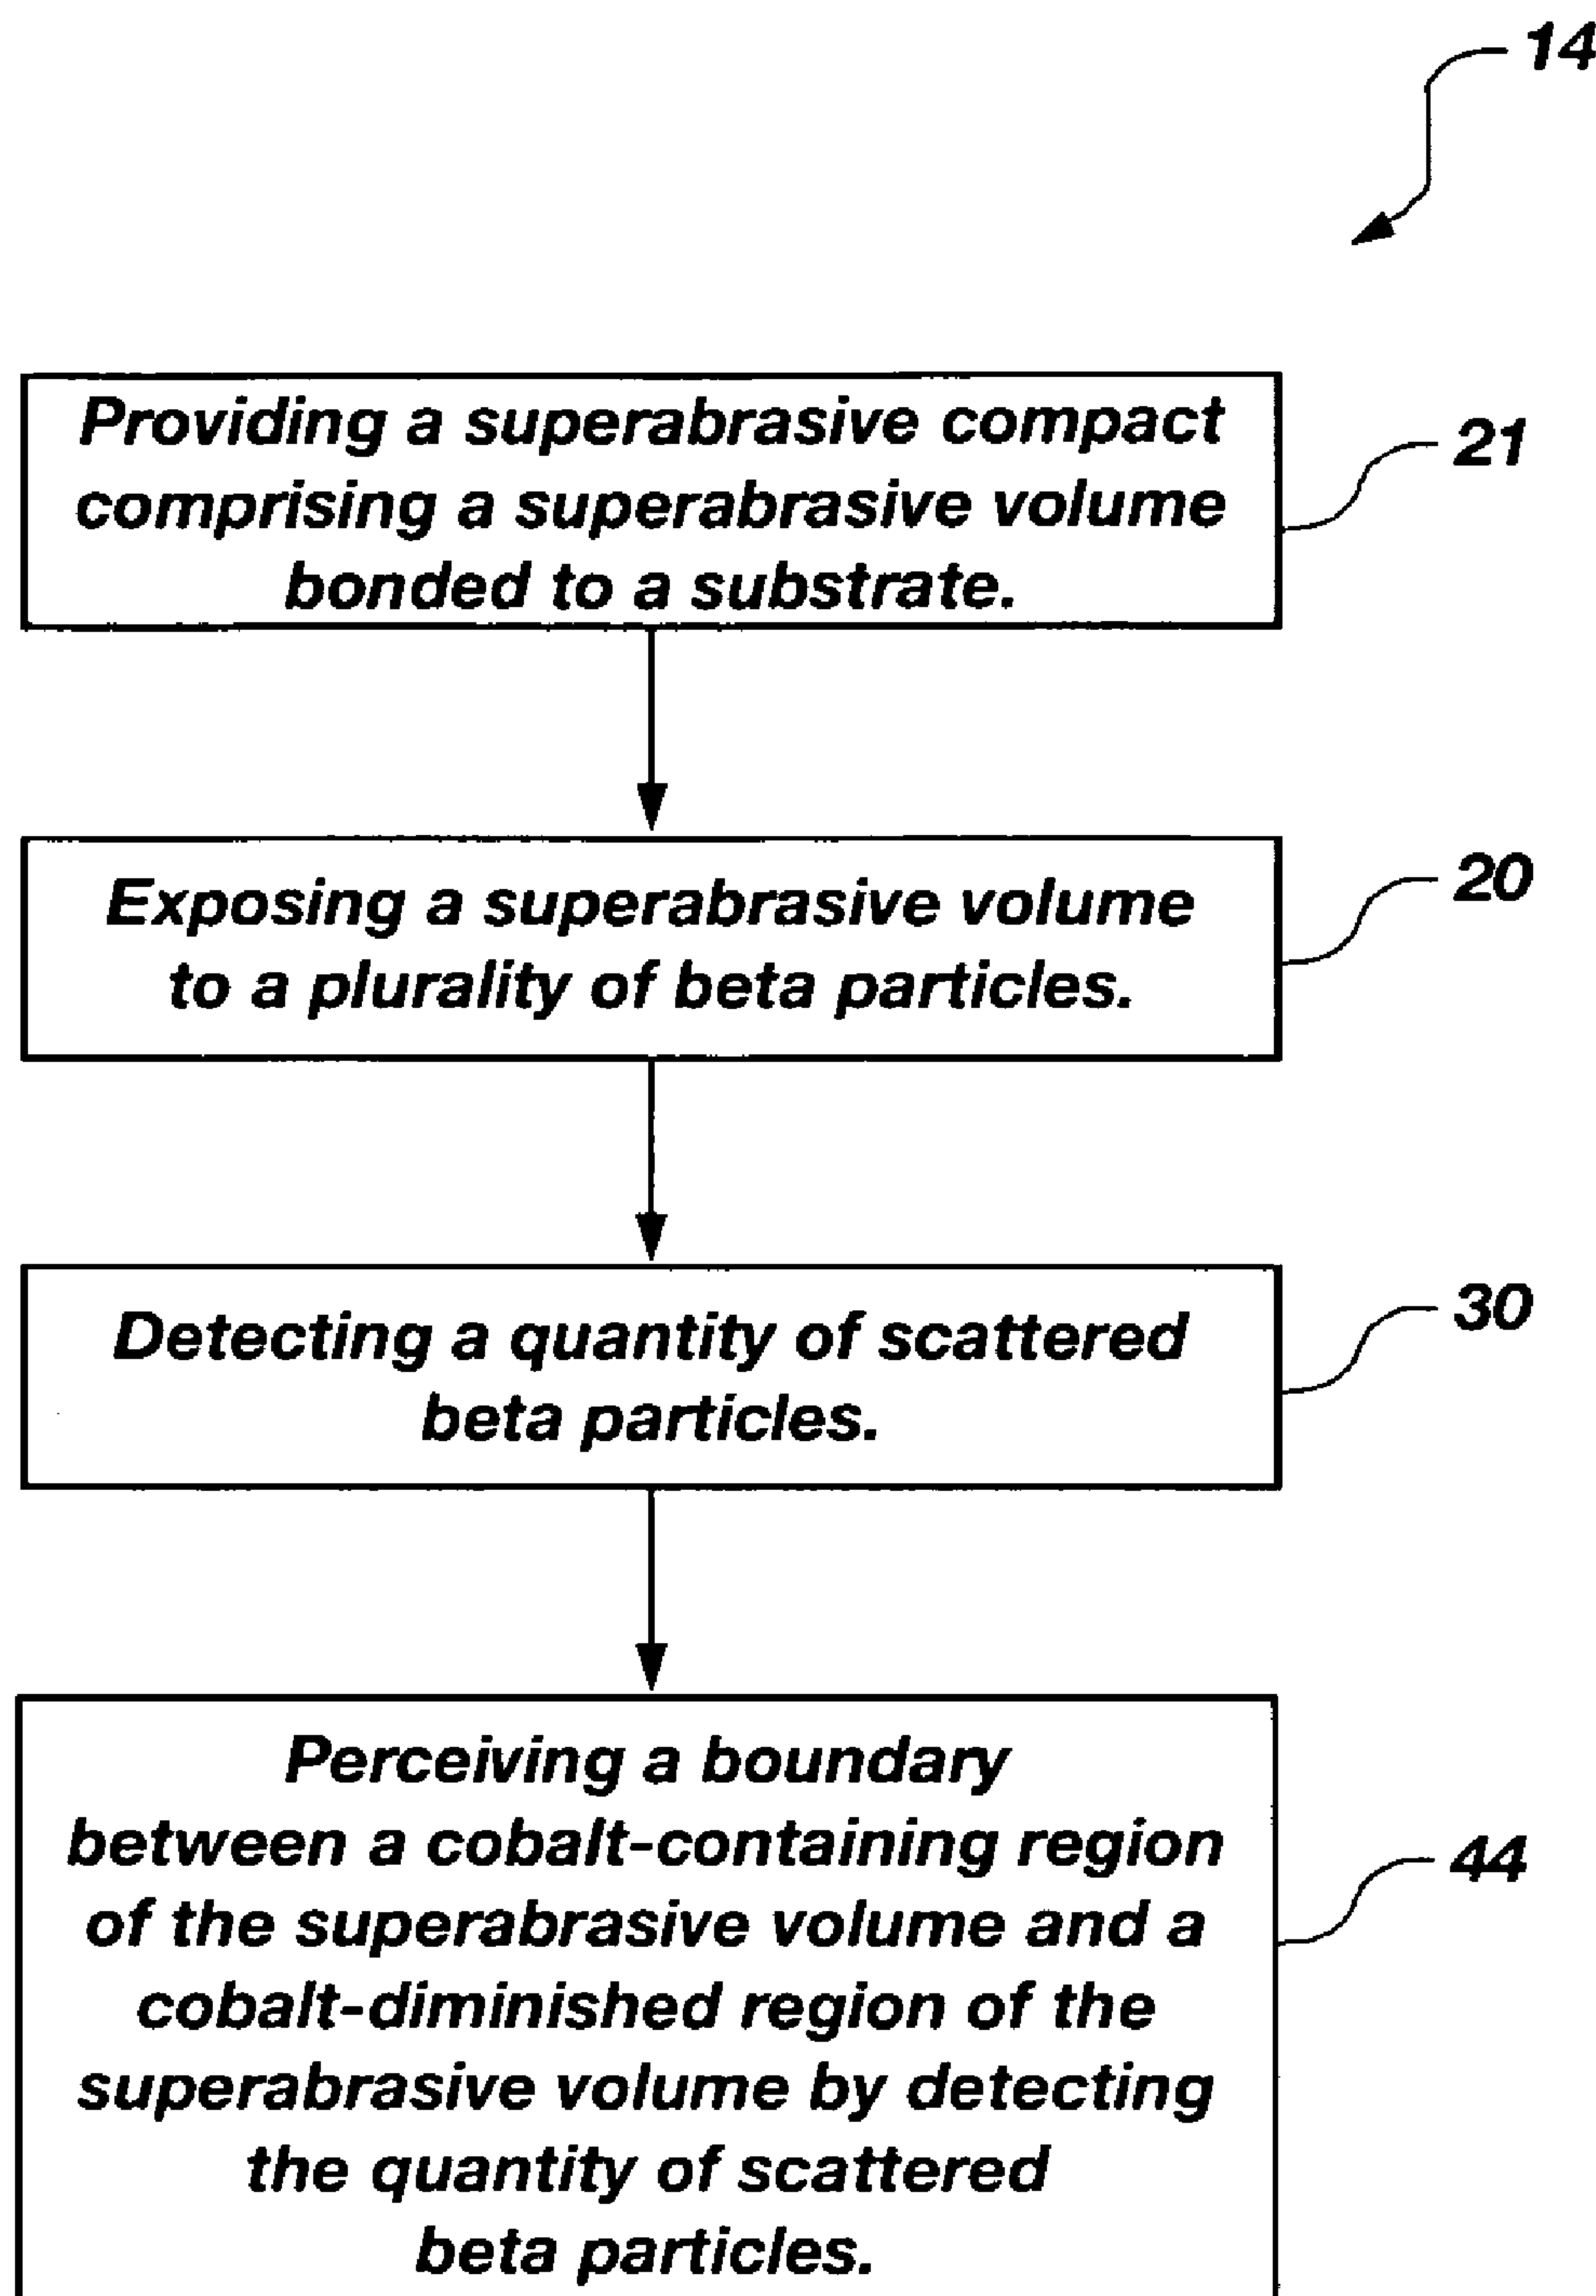 14
Providing a superabrasive compact
comprising a superabrasive volume
bonded to a substrate.
21
Exposing a superabrasive volume
to a plurality of beta particles.
20
Detecting a quantity of scattered
beta particles.
30
Perceiving a boundary
between a cobalt-containing region
of the superabrasive volume and a
cobalt-diminished region of the
superabrasive volume by detecting
the quantity of scattered
beta particles.
44